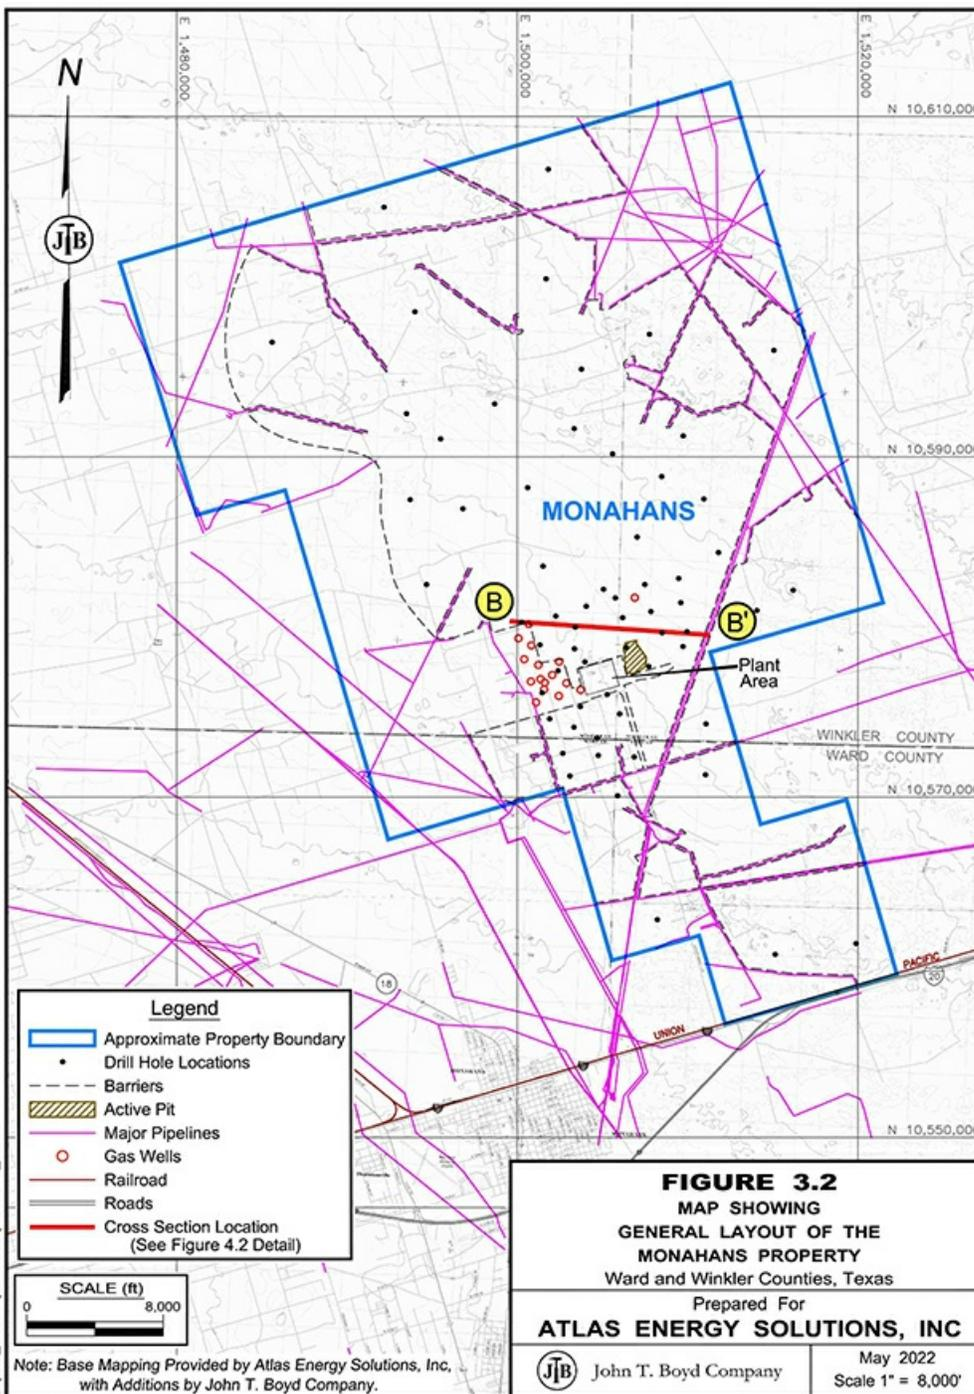 E 1,480,000
E 1,500,000
E 1,520,000
N
N 10,610,000
JTB
N 10,590,000
MONAHANS
B
B'
Plant
Area
WINKLER COUNTY
WARD COUNTY
N 10,570,000
PACIFIC
20
18
UNION
N 10,550,000
Legend
Approximate Property Boundary
Drill Hole Locations
Barriers
Active Pit
Major Pipelines
Gas Wells
Railroad
Roads
Cross Section Location
(See Figure 4.2 Detail)
SCALE (ft)
0 8,000
Note: Base Mapping Provided by Atlas Energy Solutions, Inc,
with Additions by John T. Boyd Company.
FIGURE 3.2
MAP SHOWING
GENERAL LAYOUT OF THE
MONAHANS PROPERTY
Ward and Winkler Counties, Texas
Prepared For
ATLAS ENERGY SOLUTIONS, INC
JTB John T. Boyd Company
May 2022
Scale 1" = 8,000'